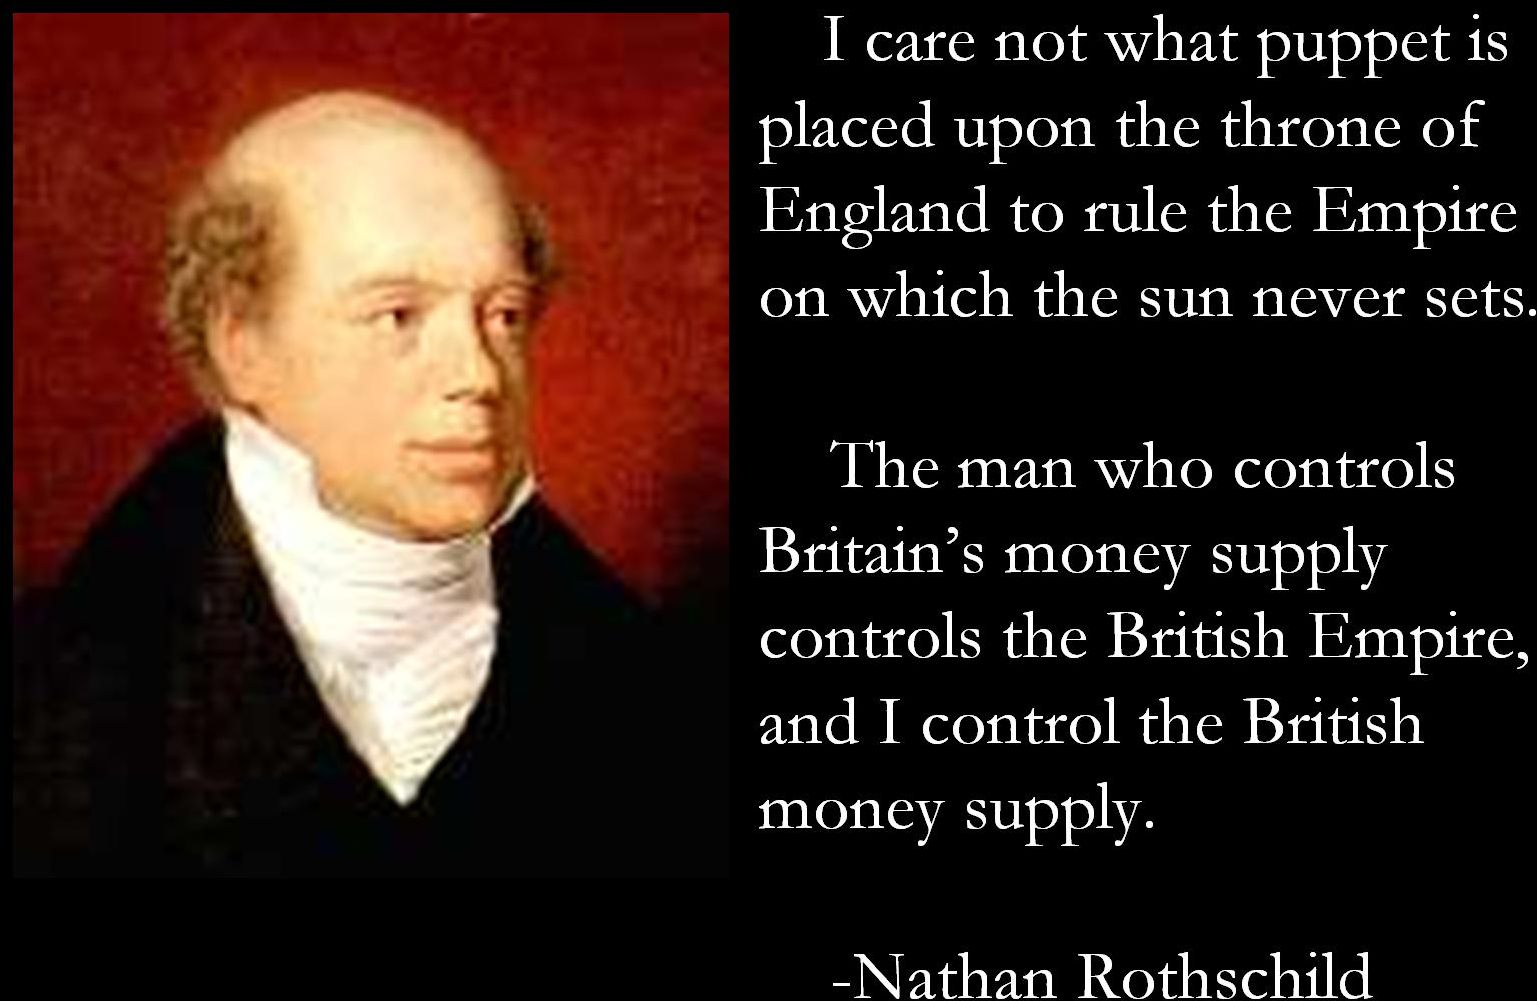 I care not what puppet is
placed upon the throne of
England to rule the Empire
on which the sun never sets.
The man who controls
Britain’s money supply
controls the British Empire,
and I control the British
money supply.
-Nathan Rothschild